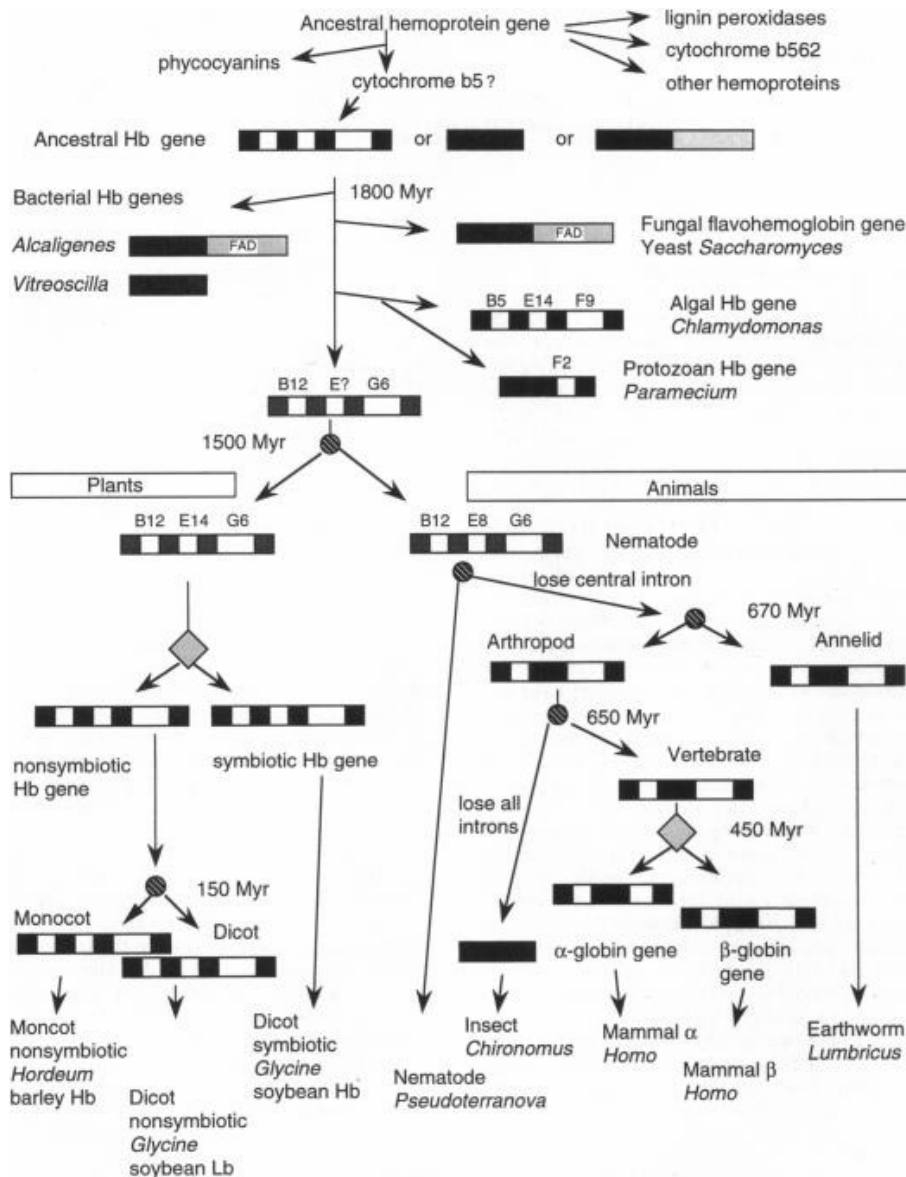 Ancestral hemoprotein gene
lignin peroxidases
cytochrome b562
other hemoproteins
phycocyanins
cytochrome b5 ?
Ancestral Hb gene
or
or
1800 Myr
Bacterial Hb genes
Alcaligenes
FAD
Vitreoscilla
FAD
Fungal flavohemoglobin gene
Yeast Saccharomyces
B5 E14 F9
Algal Hb gene
Chlamydomonas
F2
Protozoan Hb gene
Paramecium
B12 E? G6
1500 Myr
Plants
Animals
B12 E14 G6
B12 E8 G6
Nematode
lose central intron
670 Myr
Arthropod
Annelid
650 Myr
Vertebrate
nonsymbiotic
Hb gene
symbiotic Hb gene
lose all
introns
450 Myr
150 Myr
Monocot
Dicot
α-globin gene
β-globin
gene
Moncot
nonsymbiotic
Hordeum
barley Hb
Dicot
nonsymbiotic
Glycine
soybean Lb
Dicot
symbiotic
Glycine
soybean Hb
Nematode
Pseudoterranova
Insect
Chironomus
Mammal α
Homo
Mammal β
Homo
Earthworm
Lumbricus